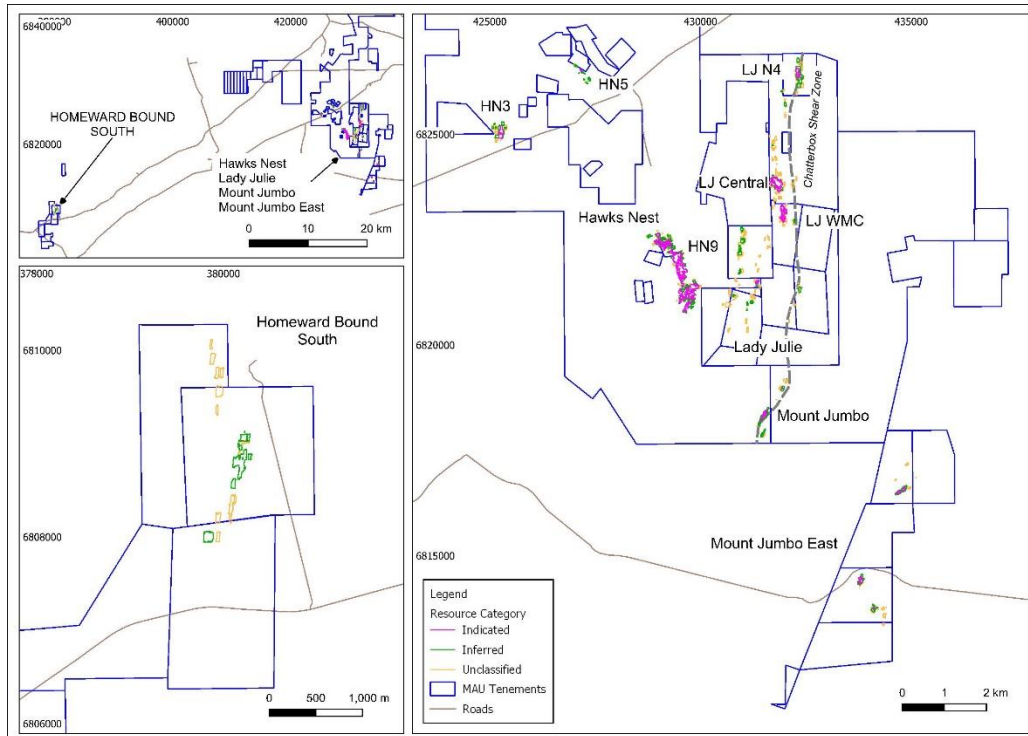 6840000
400000
420000
HOMEWARD BOUND
SOUTH
6820000
Hawks Nest
Lady Julie
Mount Jumbo
Mount Jumbo East
0 10 20 km
378000
380000
Homeward Bound
South
6810000
6808000
0 500 1,000 m
6806000
425000
430000
435000
LJ N4
HN5
HN3
6825000
Chatterbox Shear Zone
LJ Central
Hawks Nest
LJ WMC
HN9
6820000
Lady Julie
Mount Jumbo
Mount Jumbo East
6815000
Legend
Resource Category
Indicated
Inferred
Unclassified
MAU Tenements
Roads
0 1 2 km